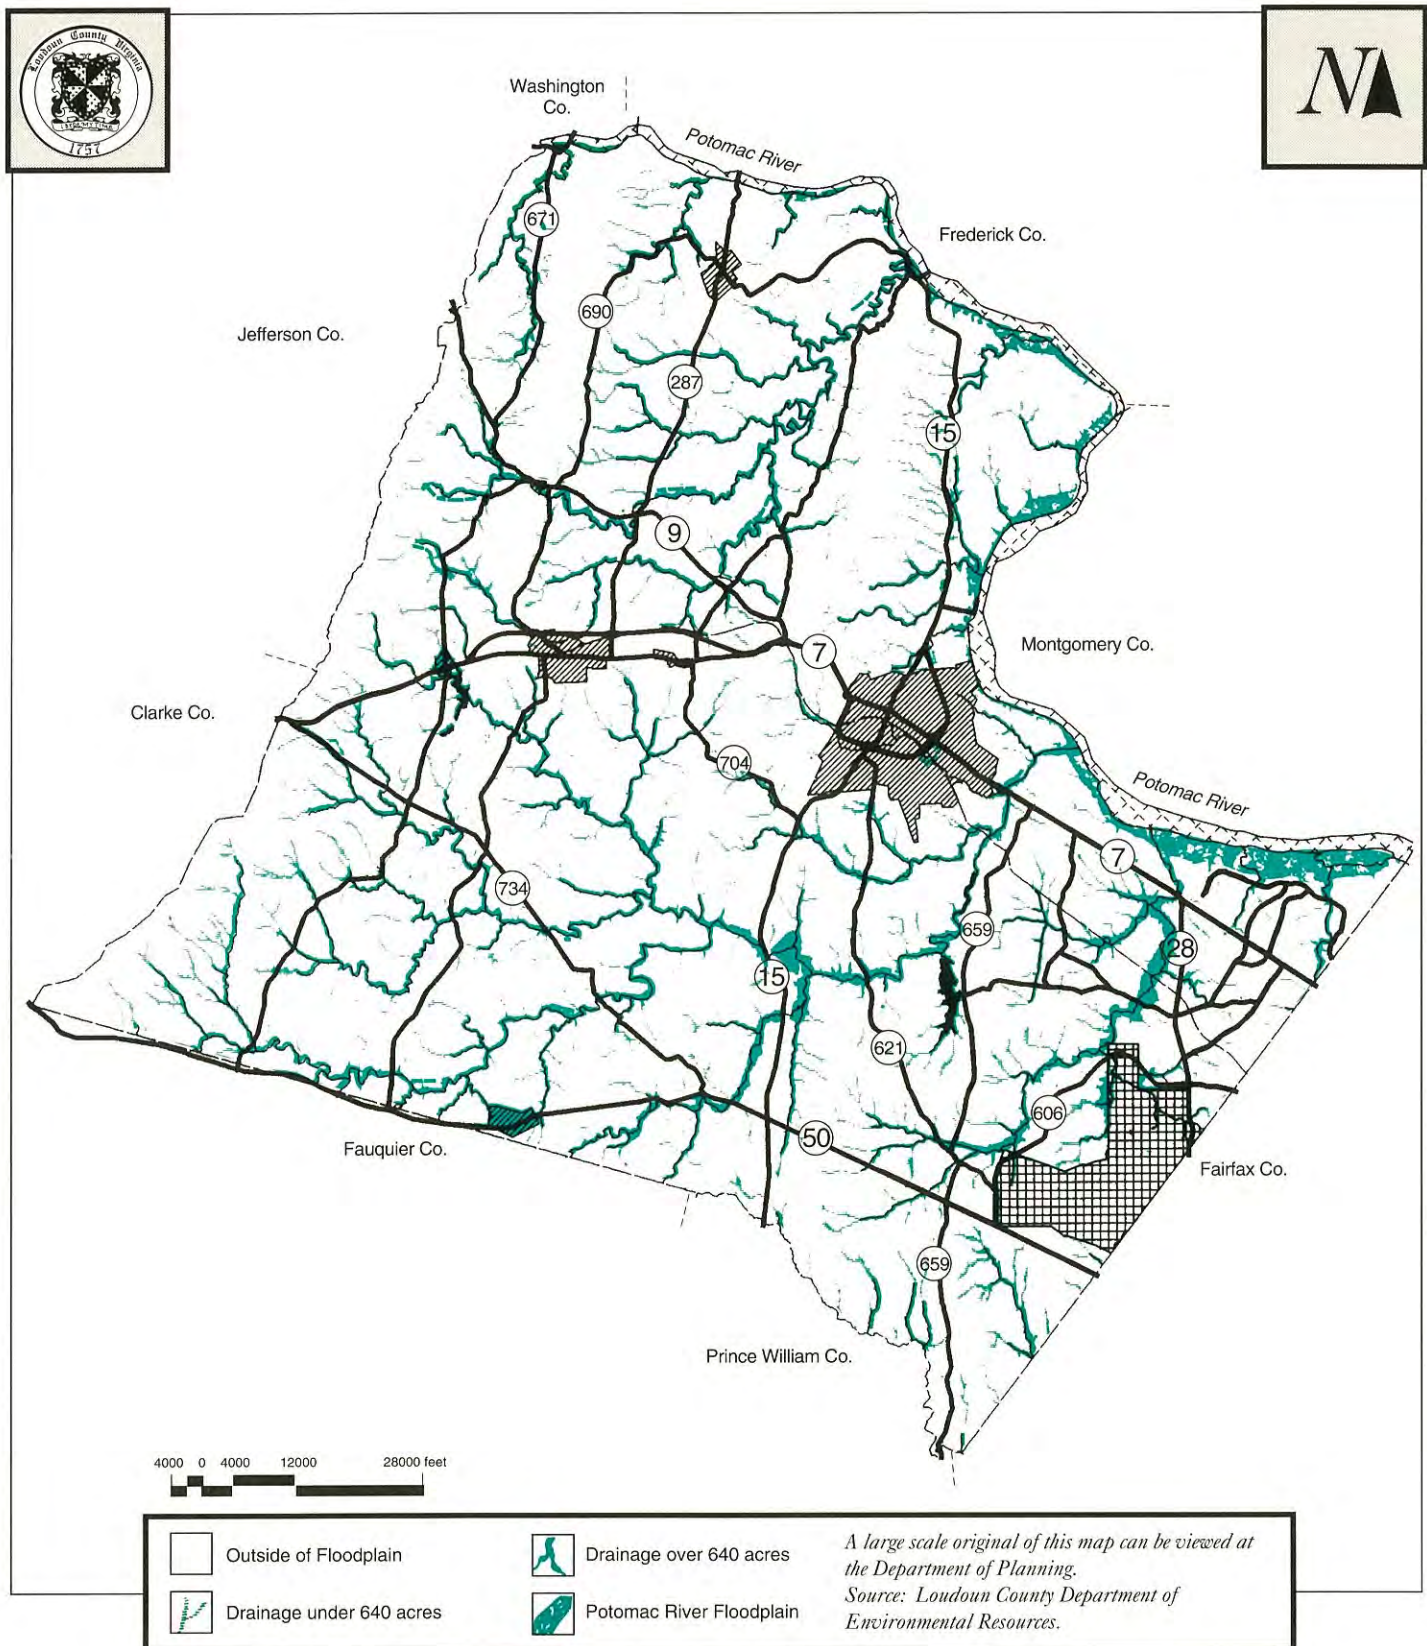 Loudoun County Virginia
1757
N
Washington
Co.
Potomac River
671
Frederick Co.
690
Jefferson Co.
287
15
9
Montgomery Co.
7
Clarke Co.
704
Potomac River
7
734
659
28
15
621
606
50
Fauquier Co.
Fairfax Co.
659
Prince William Co.
4000 0 4000 12000 28000 feet
Outside of Floodplain
Drainage under 640 acres
Drainage over 640 acres
Potomac River Floodplain
A large scale original of this map can be viewed at
the Department of Planning.
Source: Loudoun County Department of
Environmental Resources.